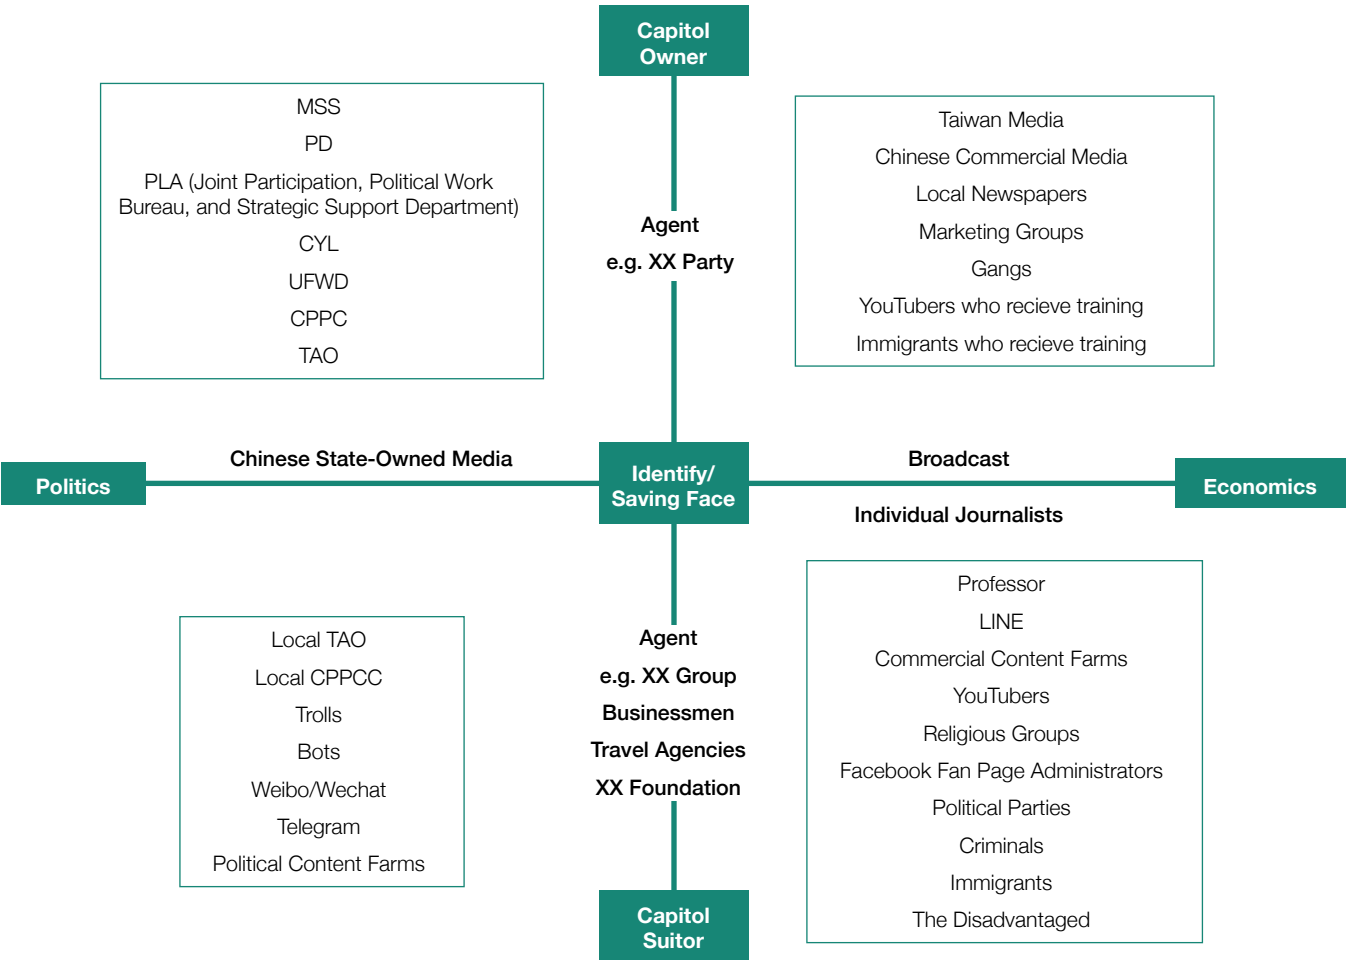 Capitol
Owner
MSS
PD
PLA (Joint Participation, Political Work
Bureau, and Strategic Support Department)
CYL
UFWD
CPPC
TAO
Agent
e.g. XX Party
Taiwan Media
Chinese Commercial Media
Local Newspapers
Marketing Groups
Gangs
YouTubers who recieve training
Immigrants who recieve training
Politics
Chinese State-Owned Media
Identify/
Saving Face
Broadcast
Individual Journalists
Economics
Local TAO
Local CPPCC
Trolls
Bots
Weibo/Wechat
Telegram
Political Content Farms
Agent
e.g. XX Group
Businessmen
Travel Agencies
XX Foundation
Professor
LINE
Commercial Content Farms
YouTubers
Religious Groups
Facebook Fan Page Administrators
Political Parties
Criminals
Immigrants
The Disadvantaged
Capitol
Suitor